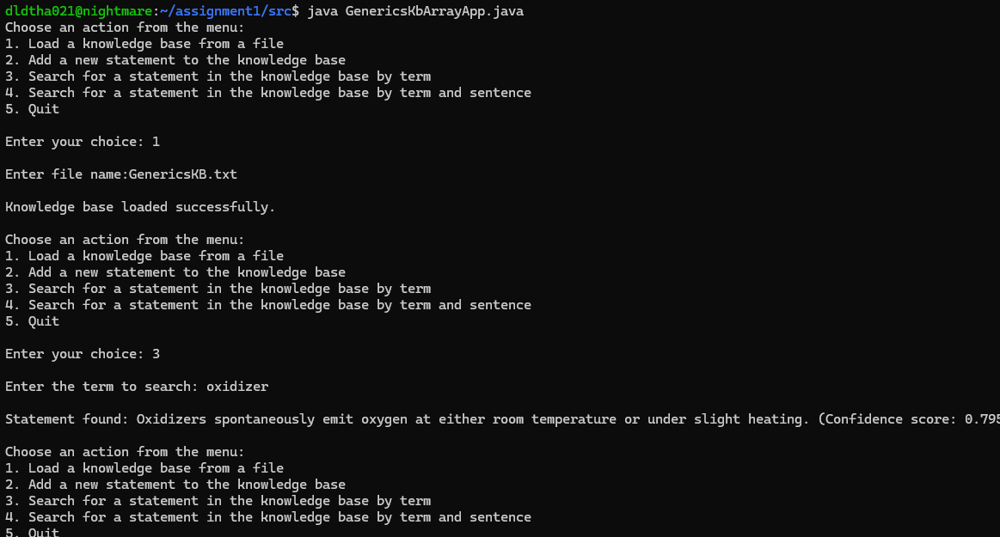 dldtha021@nightmare:~/assignment1/src$ java GenericsKbArrayApp.java
Choose an action from the menu:
1. Load a knowledge base from a file
2. Add a new statement to the knowledge base
3. Search for a statement in the knowledge base by term
4. Search for a statement in the knowledge base by term and sentence
5. Quit
Enter your choice: 1
Enter file name:GenericsKB.txt
Knowledge base loaded successfully.
Choose an action from the menu:
1. Load a knowledge base from a file
2. Add a new statement to the knowledge base
3. Search for a statement in the knowledge base by term
4. Search for a statement in the knowledge base by term and sentence
5. Quit
Enter your choice: 3
Enter the term to search: oxidizer
Statement found: Oxidizers spontaneously emit oxygen at either room temperature or under slight heating. (Confidence score: 0.795
Choose an action from the menu:
1. Load a knowledge base from a file
2. Add a new statement to the knowledge base
3. Search for a statement in the knowledge base by term
4. Search for a statement in the knowledge base by term and sentence
5. Quit